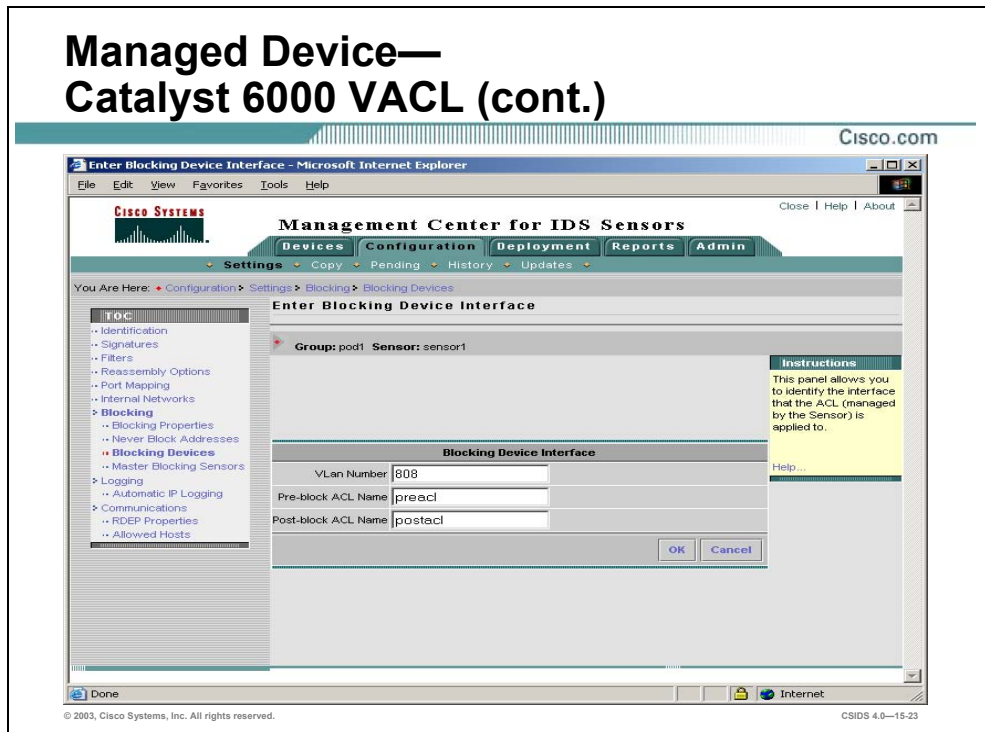 Managed Device—
Catalyst 6000 VACL (cont.)
Cisco.com
Enter Blocking Device Interface - Microsoft Internet Explorer
File Edit View Favorites Tools Help
Close | Help | About
CISCO SYSTEMS
Management Center for IDS Sensors
Devices Configuration Deployment Reports Admin
Settings Copy Pending History Updates
You Are Here: Configuration > Settings > Blocking > Blocking Devices
TOC
Identification
Signatures
Filters
Reassembly Options
Port Mapping
Internal Networks
Blocking
Blocking Properties
Never Block Addresses
Blocking Devices
Master Blocking Sensors
Logging
Automatic IP Logging
Communications
RDEP Properties
Allowed Hosts
Enter Blocking Device Interface
Group: pod1 Sensor: sensor1
Blocking Device Interface
VLan Number 808
Pre-block ACL Name preacl
Post-block ACL Name postacl
OK Cancel
Instructions
This panel allows you
to identify the interface
that the ACL (managed
by the Sensor) is
applied to.
Help...
Done
Internet
© 2003, Cisco Systems, Inc. All rights reserved.
CSIDS 4.0—15-23